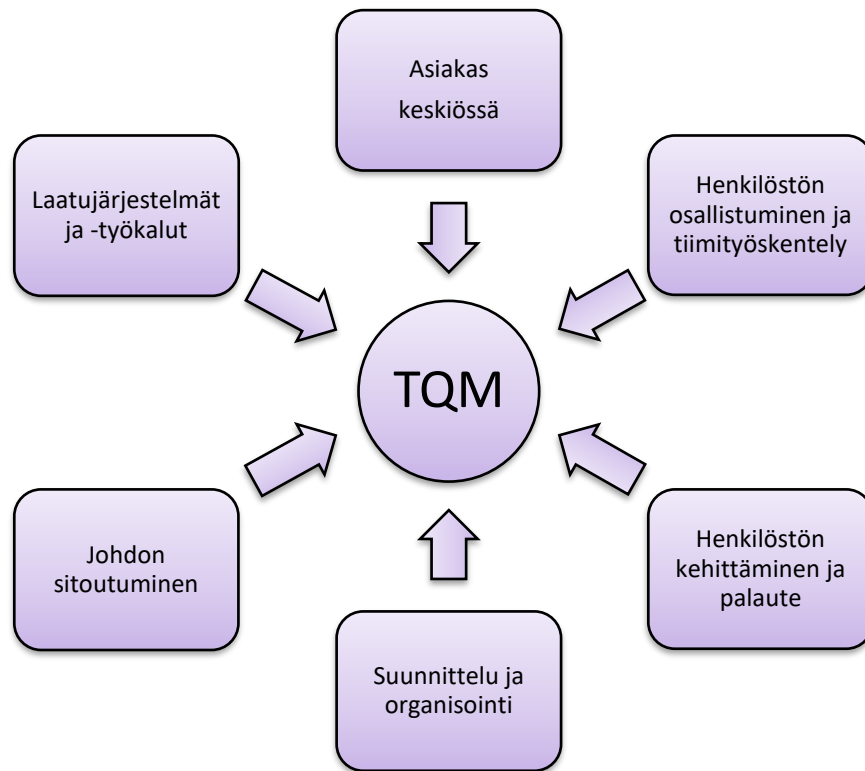 Asiakas
keskiössä
Laatujärjestelmät
ja -työkalut
Henkilöstön
osallistuminen ja
tiimityöskentely
TQM
Johdon
sitoutuminen
Henkilöstön
kehittäminen ja
palaute
Suunnittelu ja
organisointi